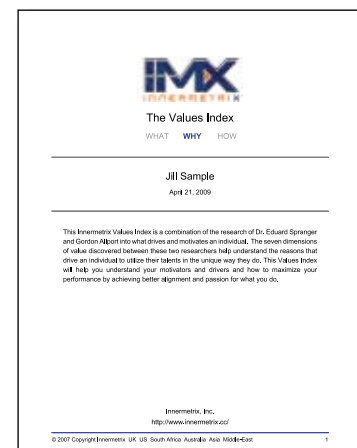 IMX
INNERMETRIX
The Values Index
WHAT WHY HOW
Jill Sample
April 21, 2009
This Innermetrix Values Index is a combination of the research of Dr. Eduard Spranger
and Gordon Allport into what drives and motivates an individual. The seven dimensions
of value discovered between these two researchers help understand the reasons that
drive an individual to utilize their talents in the unique way they do. This Values Index
will help you understand your motivators and drivers and how to maximize your
performance by achieving better alignment and passion for what you do.
Innermetrix, Inc.
http://www.innermetrix.cc/
© 2007 Copyright Innermetrix UK US South Africa Australia Asia Middle-East 1